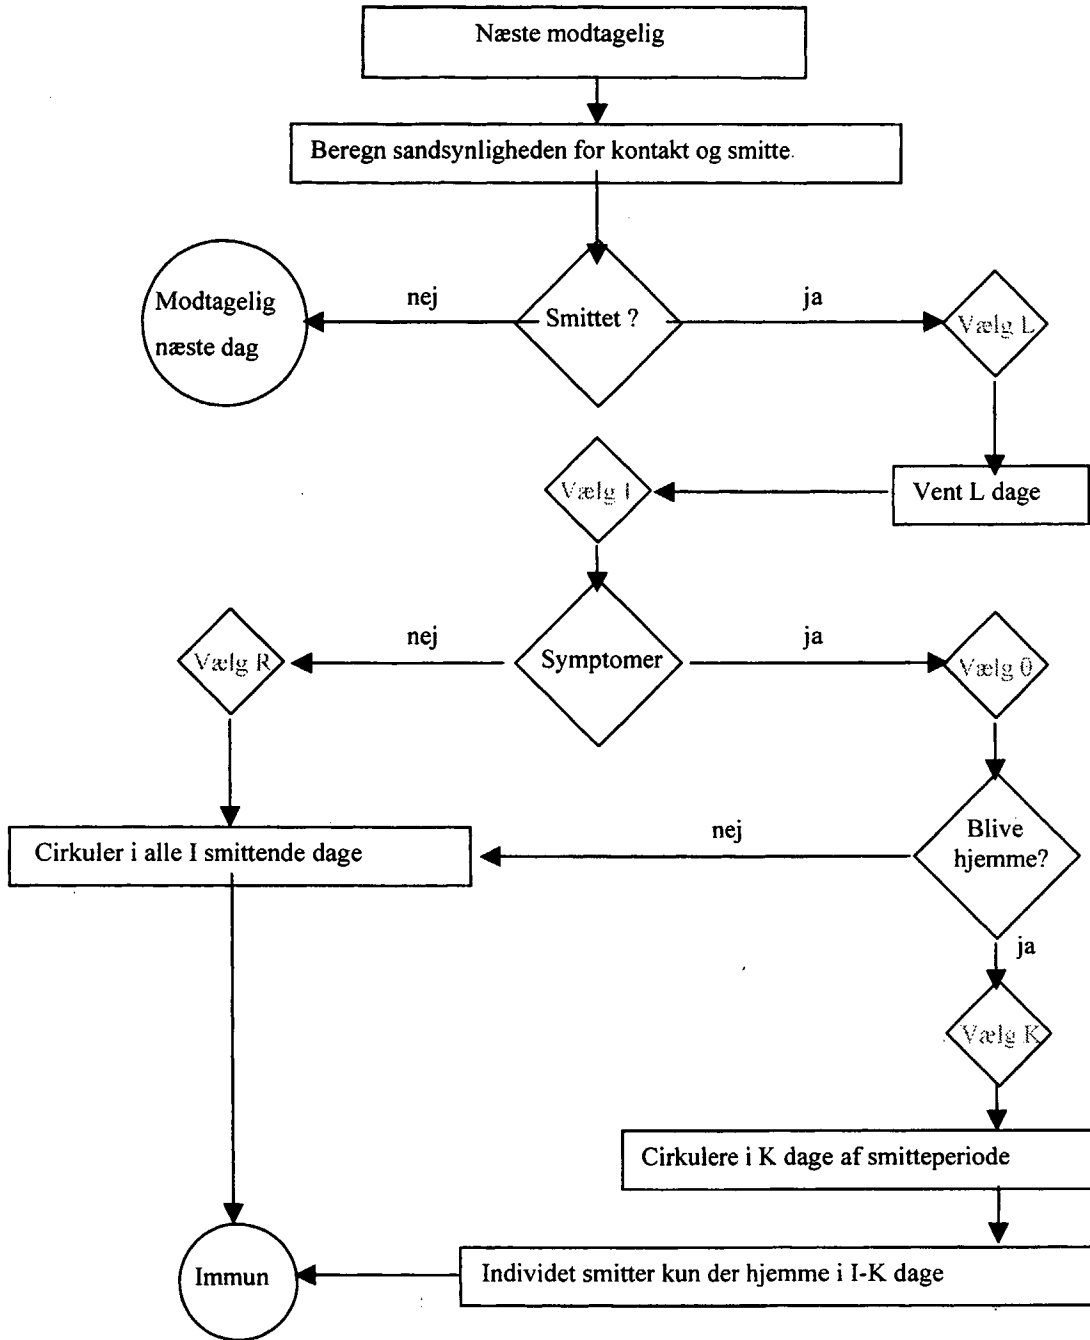 Næste modtagelig
Beregn sandsynligheden for kontakt og smitte.
nej
ja
Modtagelig
næste dag
Smittet ?
Vælg L
Vælg I
Vent L dage
nej
ja
Vælg R
Symptomer
Vælg θ
nej
Blive
hjemme?
Cirkuler i alle I smittende dage
ja
Vælg K
Cirkulere i K dage af smitteperiode
Immun
Individet smitter kun der hjemme i I-K dage